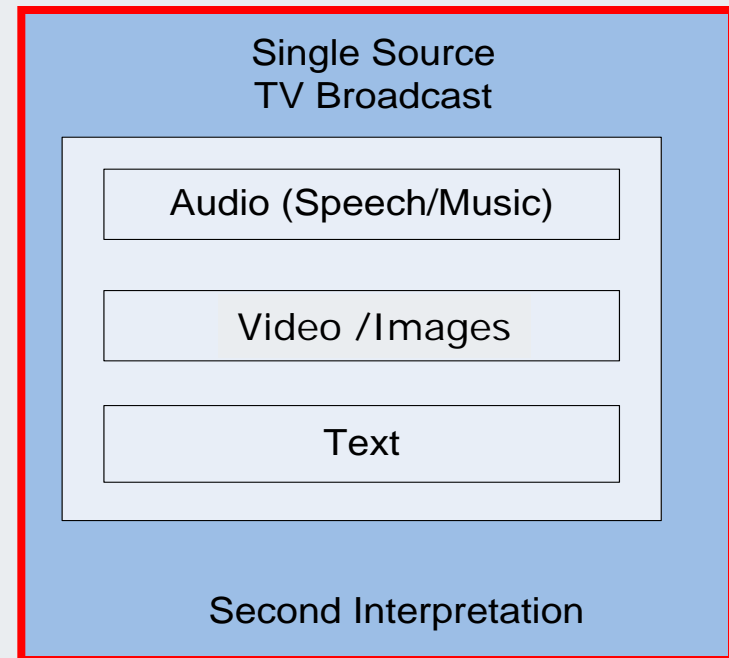 Single Source
TV Broadcast
Audio (Speech/Music)
Video /Images
Text
Second Interpretation